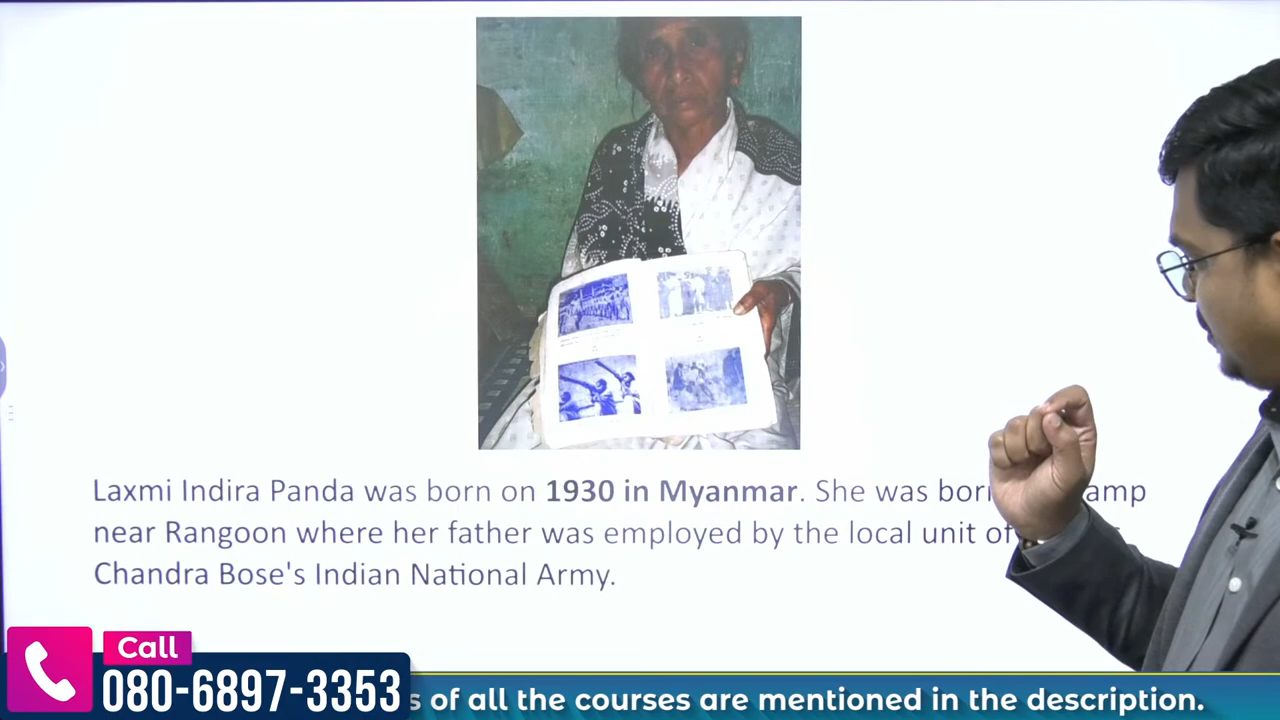 Laxmi Indira Panda was born on 1930 in Myanmar. She was born amp
near Rangoon where her father was employed by the local unit of
Chandra Bose's Indian National Army.
Call
080-6897-3353
s of all the courses are mentioned in the description.